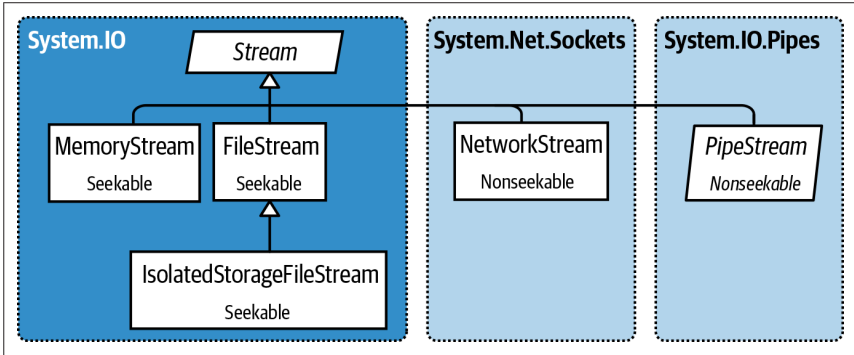 System.IO
Stream
System.Net.Sockets
System.IO.Pipes
MemoryStream
Seekable
FileStream
Seekable
NetworkStream
Nonseekable
PipeStream
Nonseekable
IsolatedStorageFileStream
Seekable